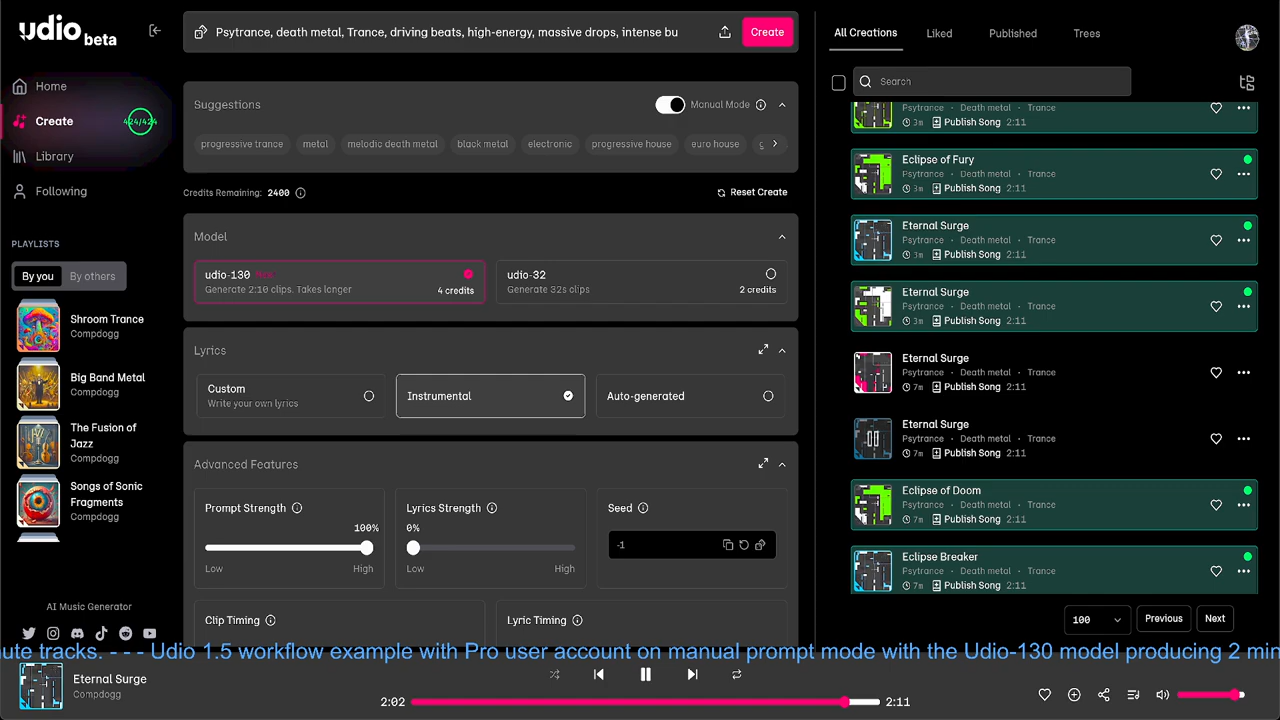 udio beta
Home
Create
424/424
Library
Following
PLAYLISTS
By you
By others
Shroom Trance
Compdogg
Big Band Metal
Compdogg
The Fusion of
Jazz
Compdogg
Songs of Sonic
Fragments
Compdogg
AI Music Generator
Psytrance, death metal, Trance, driving beats, high-energy, massive drops, intense bu
Create
Suggestions
Manual Mode
progressive trance
metal
melodic death metal
black metal
electronic
progressive house
euro house
g
Credits Remaining: 2400
Reset Create
Model
udio-130
Generate 2:10 clips. Takes longer
4 credits
udio-32
Generate 32s clips
2 credits
Lyrics
Custom
Write your own lyrics
Instrumental
Auto-generated
Advanced Features
Prompt Strength
100%
Low
High
Lyrics Strength
0%
Low
High
Seed
-1
Clip Timing
Lyric Timing
All Creations
Liked
Published
Trees
Search
Psytrance · Death metal · Trance
3m Publish Song 2:11
Eclipse of Fury
Psytrance · Death metal · Trance
3m Publish Song 2:11
Eternal Surge
Psytrance · Death metal · Trance
3m Publish Song 2:11
Eternal Surge
Psytrance · Death metal · Trance
3m Publish Song 2:11
Eternal Surge
Psytrance · Death metal · Trance
7m Publish Song 2:11
Eternal Surge
Psytrance · Death metal · Trance
7m Publish Song 2:11
Eclipse of Doom
Psytrance · Death metal · Trance
7m Publish Song 2:11
Eclipse Breaker
Psytrance · Death metal · Trance
7m Publish Song 2:11
100
Previous
Next
ute tracks. - - - Udio 1.5 workflow example with Pro user account on manual prompt mode with the Udio-130 model producing 2 min
Eternal Surge
Compdogg
2:02
2:11